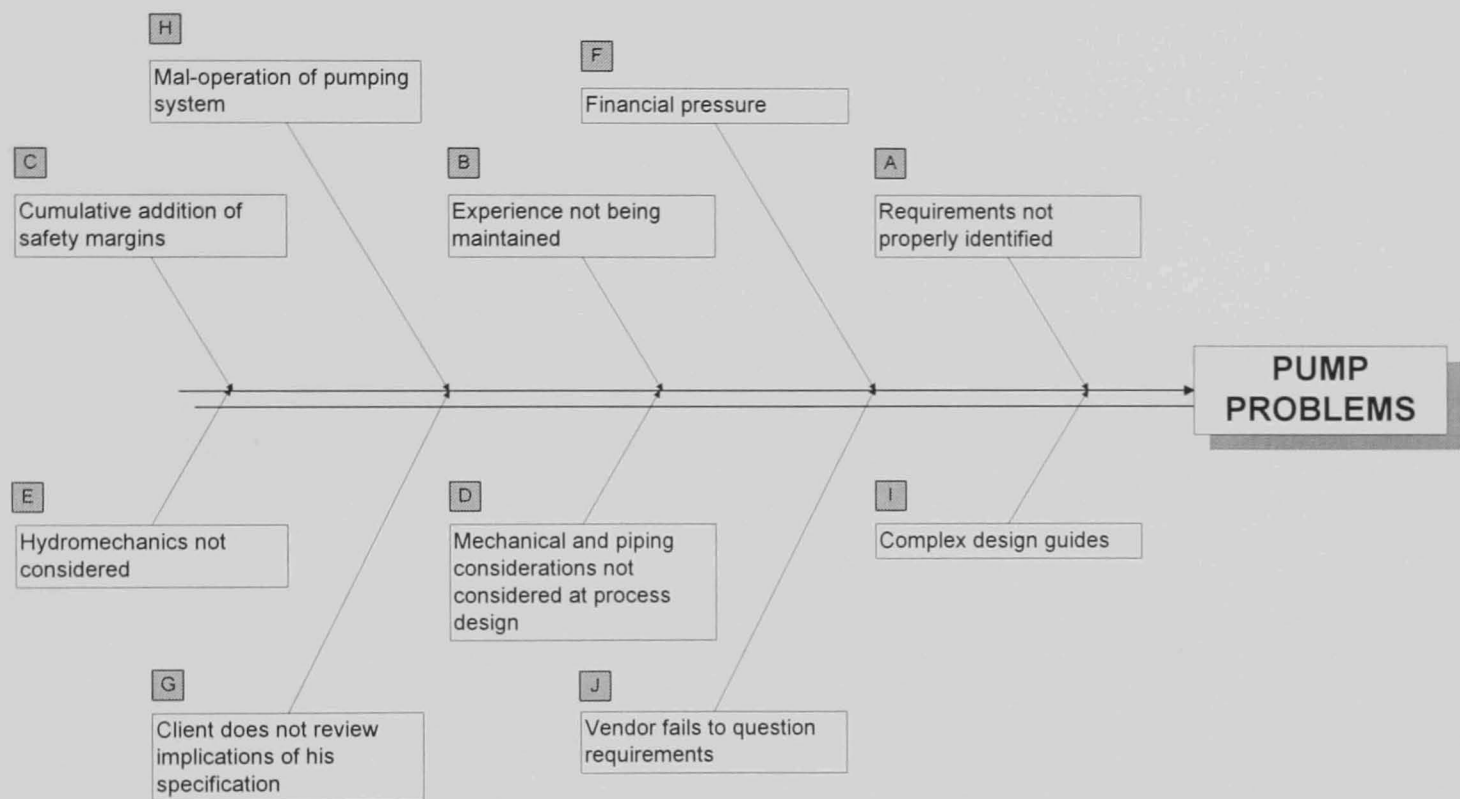 H
Mal-operation of pumping
system
F
Financial pressure
C
Cumulative addition of
safety margins
B
Experience not being
maintained
A
Requirements not
properly identified
PUMP
PROBLEMS
E
Hydromechanics not
considered
D
Mechanical and piping
considerations not
considered at process
design
I
Complex design guides
G
Client does not review
implications of his
specification
J
Vendor fails to question
requirements